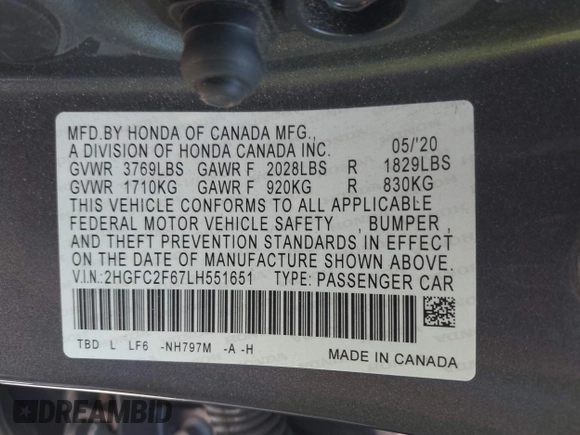 MFD.BY HONDA OF CANADA MFG.,
A DIVISION OF HONDA CANADA INC. 05/'20
GVWR 3769LBS GAWR F 2028LBS R 1829LBS
GVWR 1710KG GAWR F 920KG R 830KG
THIS VEHICLE CONFORMS TO ALL APPLICABLE
FEDERAL MOTOR VEHICLE SAFETY , BUMPER ,
AND THEFT PREVENTION STANDARDS IN EFFECT
ON THE DATE OF MANUFACTURE SHOWN ABOVE.
V.I.N.: 2HGFC2F67LH551651 TYPE: PASSENGER CAR
TBD L LF6 -NH797M -A -H
MADE IN CANADA
DREAMBID